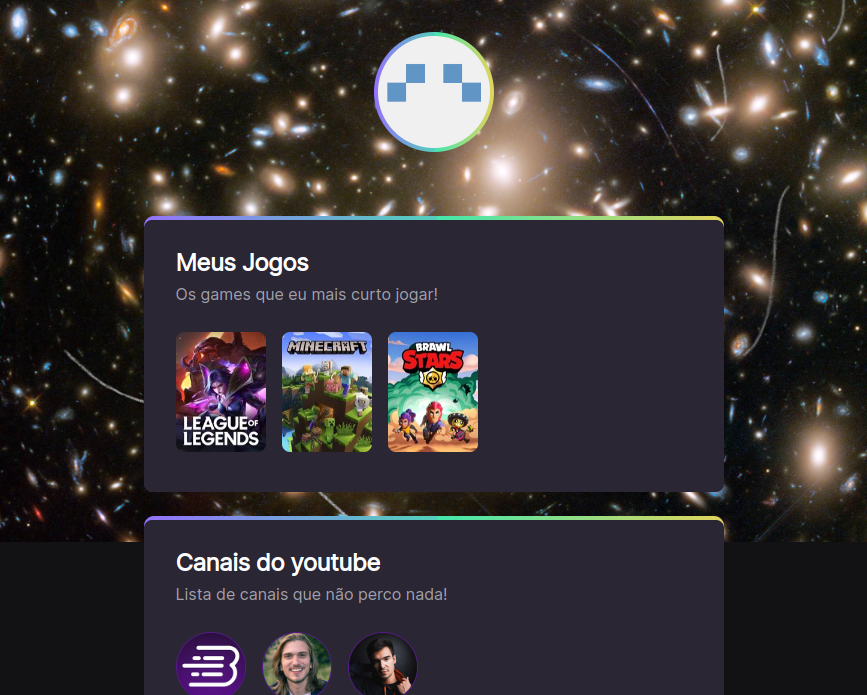 Meus Jogos
Os games que eu mais curto jogar!
LEAGUE OF
LEGENDS
MINECRAFT
BRAWL
STARS
Canais do youtube
Lista de canais que não perco nada!